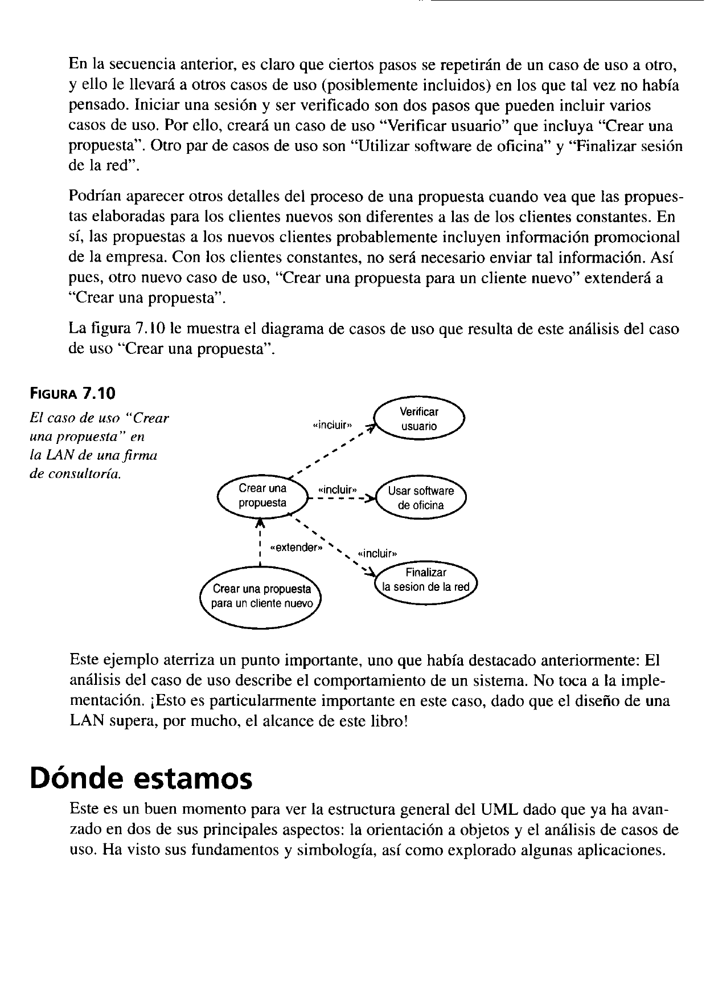 En la secuencia anterior, es claro que ciertos pasos se repetirán de un caso de uso a otro,
y ello le llevará a otros casos de uso (posiblemente incluidos) en los que tal vez no había
pensado. Iniciar una sesión y ser verificado son dos pasos que pueden incluir varios
casos de uso. Por ello, creará un caso de uso “Verificar usuario” que incluya “Crear una
propuesta”. Otro par de casos de uso son “Utilizar software de oficina” y “Finalizar sesión
de la red”.
Podrían aparecer otros detalles del proceso de una propuesta cuando vea que las propues-
tas elaboradas para los clientes nuevos son diferentes a las de los clientes constantes. En
sí, las propuestas a los nuevos clientes probablemente incluyen información promocional
de la empresa. Con los clientes constantes, no será necesario enviar tal información. Así
pues, otro nuevo caso de uso, “Crear una propuesta para un cliente nuevo” extenderá a
“Crear una propuesta”.
La figura 7.10 le muestra el diagrama de casos de uso que resulta de este análisis del caso
de uso “Crear una propuesta”.
FIGURA 7.10
El caso de uso “Crear
una propuesta” en
la LAN de una firma
de consultoría.
Verificar
usuario
«incluir»
Crear una
propuesta
«incluir»
Usar software
de oficina
«extender»
«incluir»
Finalizar
la sesion de la red
Crear una propuesta
para un cliente nuevo
Este ejemplo aterriza un punto importante, uno que había destacado anteriormente: El
análisis del caso de uso describe el comportamiento de un sistema. No toca a la imple-
mentación. ¡Esto es particularmente importante en este caso, dado que el diseño de una
LAN supera, por mucho, el alcance de este libro!
Dónde estamos
Este es un buen momento para ver la estructura general del UML dado que ya ha avan-
zado en dos de sus principales aspectos: la orientación a objetos y el análisis de casos de
uso. Ha visto sus fundamentos y simbología, así como explorado algunas aplicaciones.